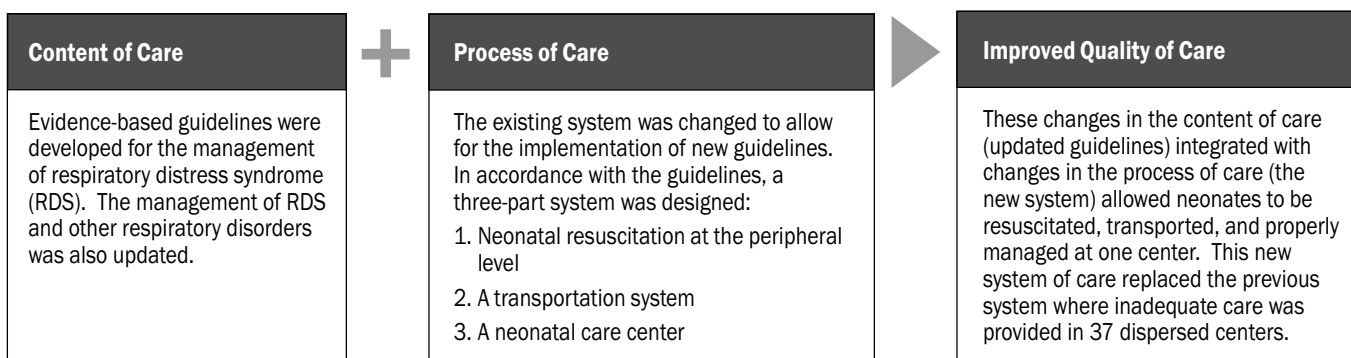 Content of Care
Evidence-based guidelines were
developed for the management
of respiratory distress syndrome
(RDS).  The management of RDS
and other respiratory disorders
was also updated.
Process of Care
The existing system was changed to allow
for the implementation of new guidelines.
In accordance with the guidelines, a
three-part system was designed:
1. Neonatal resuscitation at the peripheral
level
2. A transportation system
3. A neonatal care center
Improved Quality of Care
These changes in the content of care
(updated guidelines) integrated with
changes in the process of care (the
new system) allowed neonates to be
resuscitated, transported, and properly
managed at one center.  This new
system of care replaced the previous
system where inadequate care was
provided in 37 dispersed centers.